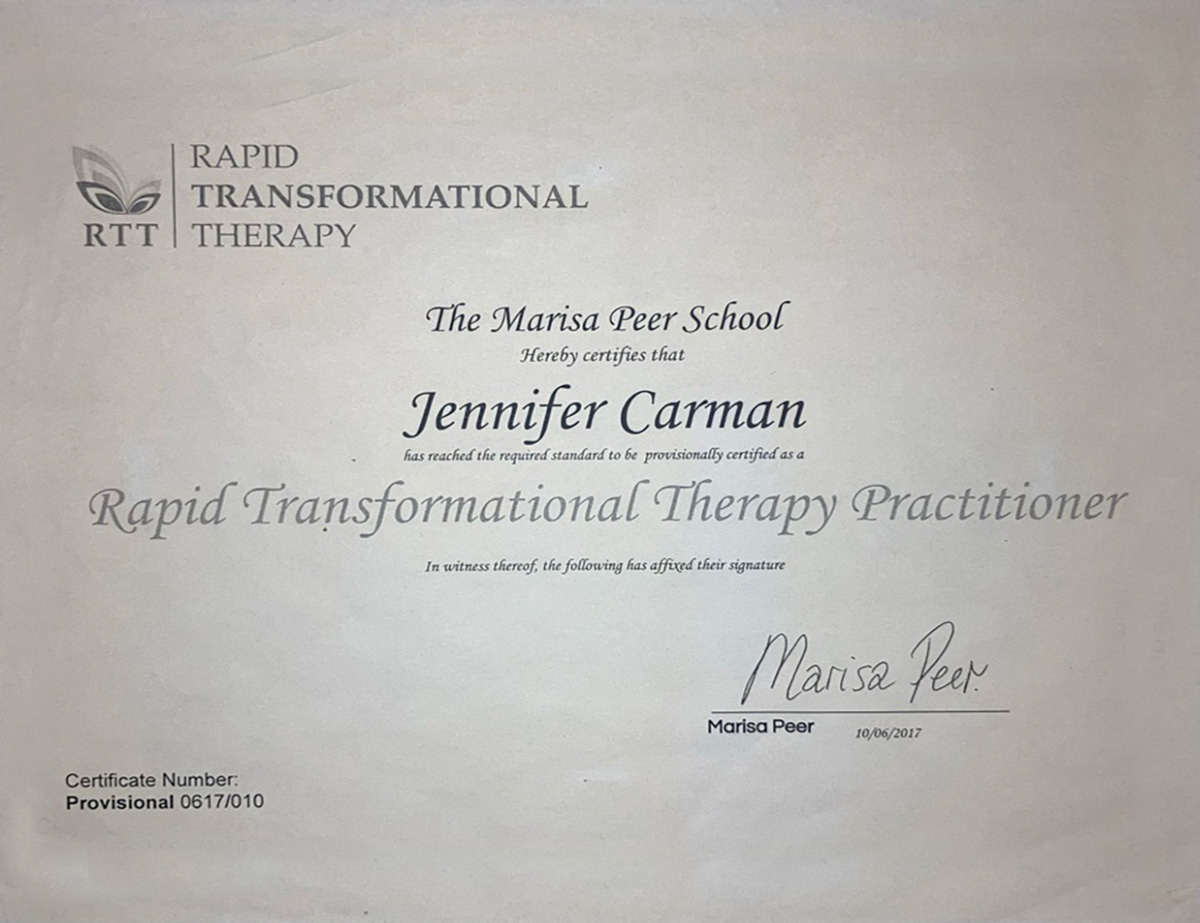 RTT
RAPID
TRANSFORMATIONAL
THERAPY
The Marisa Peer School
Hereby certifies that
Jennifer Carman
has reached the required standard to be provisionally certified as a
Rapid Transformational Therapy Practitioner
In witness thereof, the following has affixed their signature
Marisa Peer.
Marisa Peer 10/06/2017
Certificate Number:
Provisional 0617/010